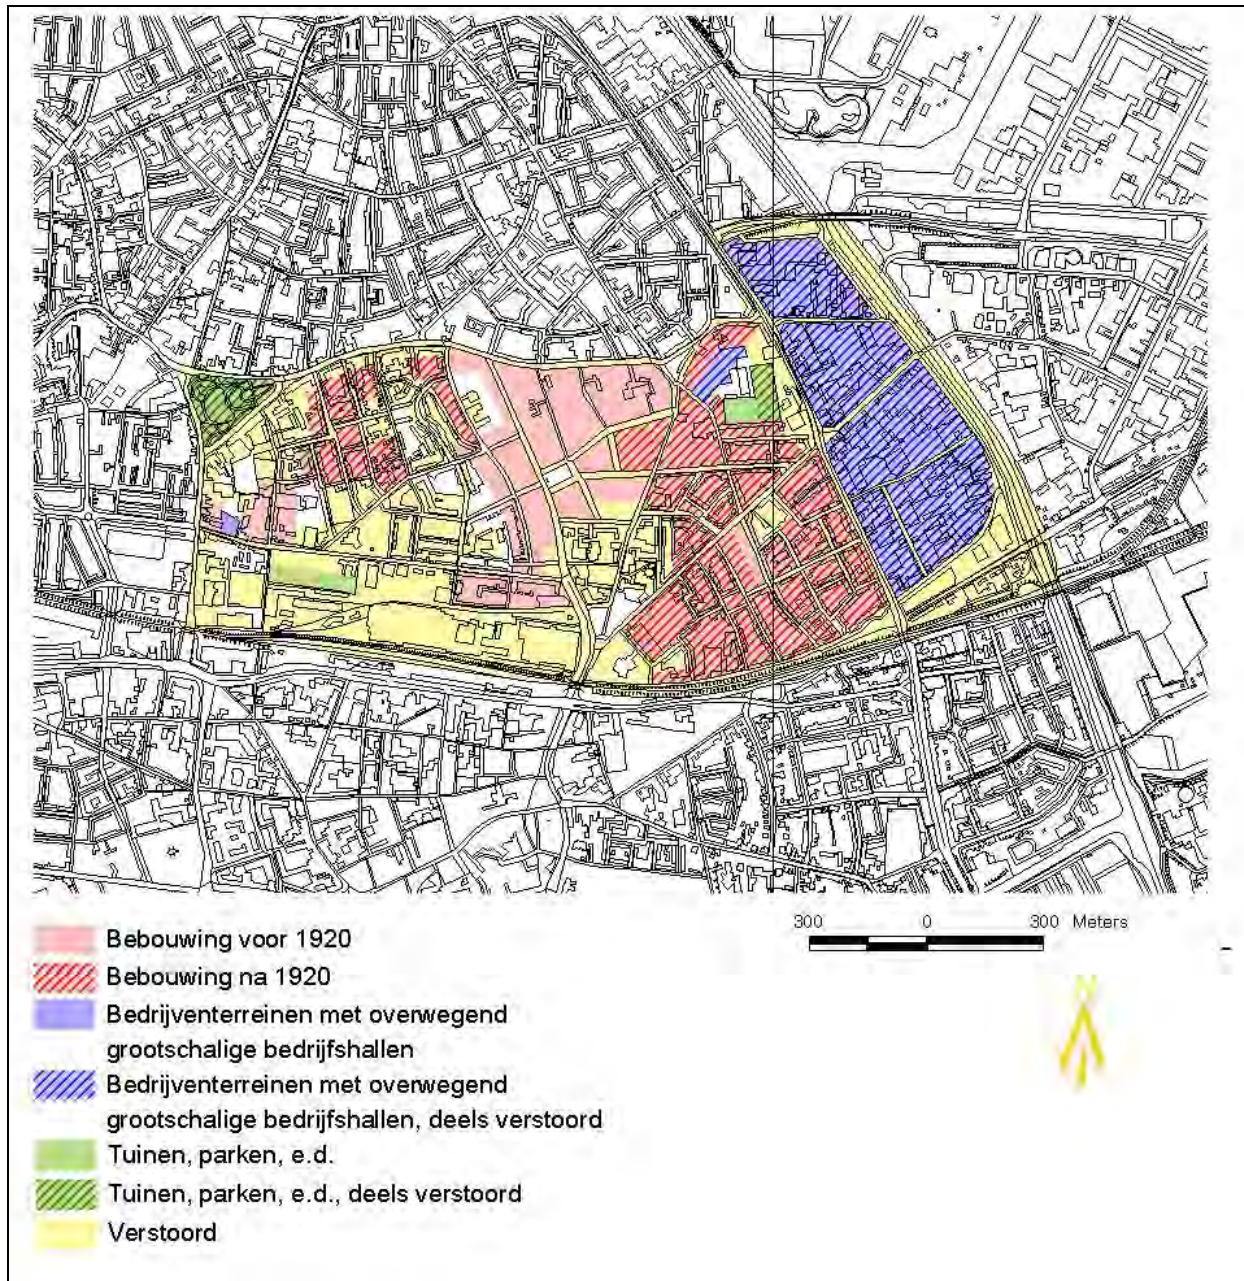 300 0 300 Meters
N
Bebouwing voor 1920
Bebouwing na 1920
Bedrijventerreinen met overwegend
grootschalige bedrijfshallen
Bedrijventerreinen met overwegend
grootschalige bedrijfshallen, deels verstoord
Tuinen, parken, e.d.
Tuinen, parken, e.d., deels verstoord
Verstoord